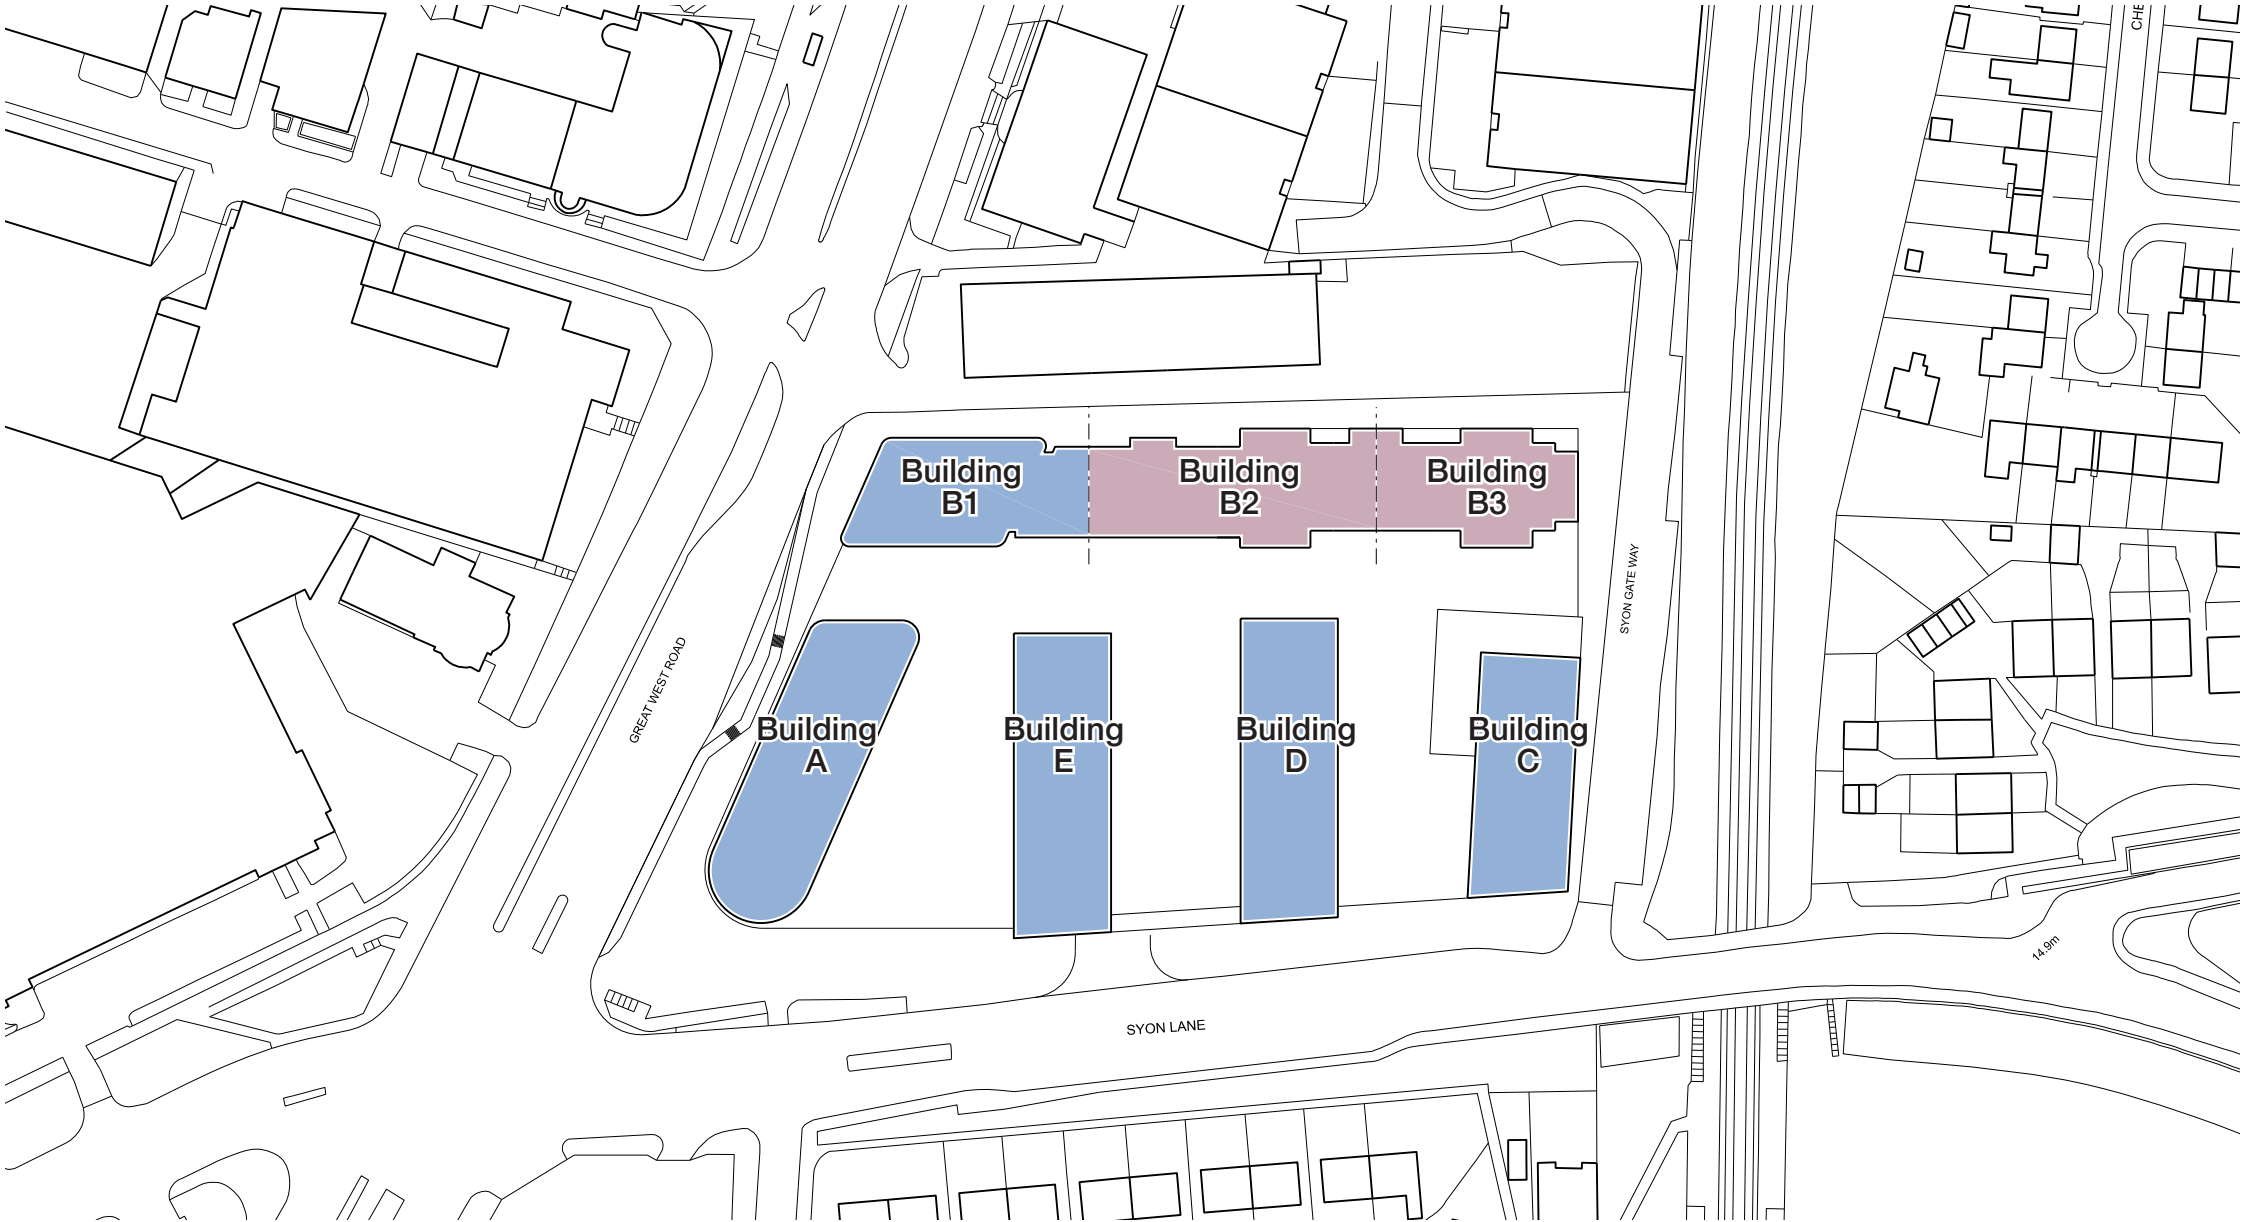 CHE
Building
B1
Building
B2
Building
B3
SYON GATE WAY
GREAT WEST ROAD
Building
A
Building
E
Building
D
Building
C
14.9m
SYON LANE